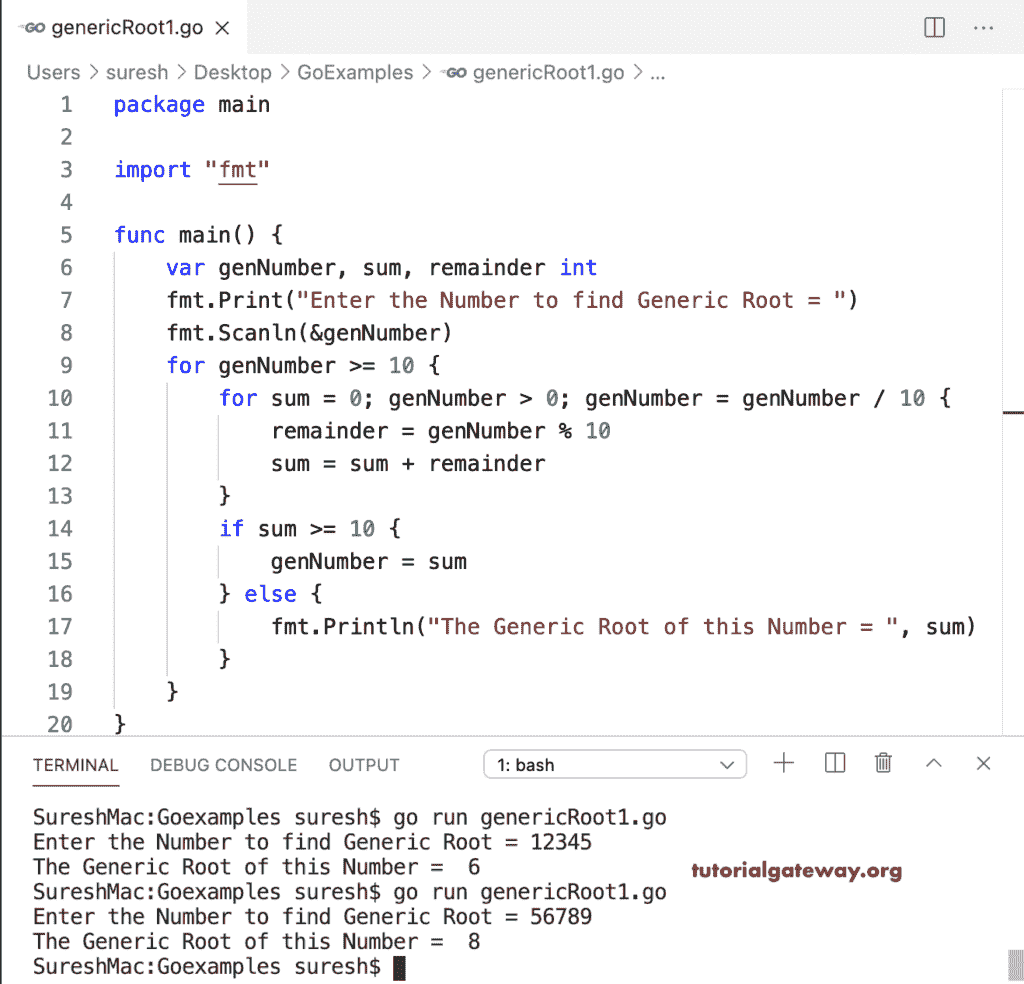 GO genericRoot1.go
Users > suresh > Desktop > GoExamples > GO genericRoot1.go > ...
1 package main
2
3 import "fmt"
4
5 func main() {
6 var genNumber, sum, remainder int
7 fmt.Print("Enter the Number to find Generic Root = ")
8 fmt.Scanln(&genNumber)
9 for genNumber >= 10 {
10 for sum = 0; genNumber > 0; genNumber = genNumber / 10 {
11 remainder = genNumber % 10
12 sum = sum + remainder
13 }
14 if sum >= 10 {
15 genNumber = sum
16 } else {
17 fmt.Println("The Generic Root of this Number = ", sum)
18 }
19 }
20 }
TERMINAL DEBUG CONSOLE OUTPUT 1: bash
SureshMac:Goexamples suresh$ go run genericRoot1.go
Enter the Number to find Generic Root = 12345
The Generic Root of this Number =  6
tutorialgateway.org
SureshMac:Goexamples suresh$ go run genericRoot1.go
Enter the Number to find Generic Root = 56789
The Generic Root of this Number =  8
SureshMac:Goexamples suresh$